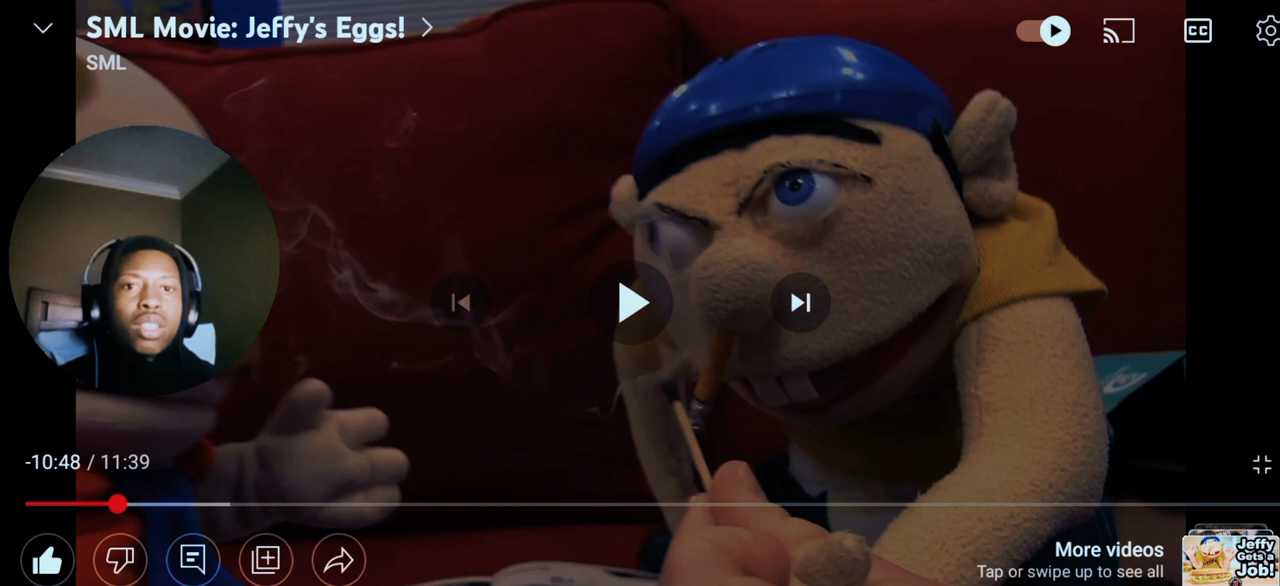 SML Movie: Jeffy's Eggs!
SML
CC
-10:48 / 11:39
More videos
Tap or swipe up to see all
Jeffy
Gets a
Job!